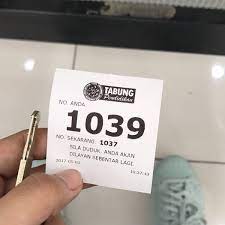 TABUNG
Pendidikan
NO. ANDA
1039
NO. SEKARANG: 1037
SILA DUDUK, ANDA AKAN
DILAYAN SEBENTAR LAGI.